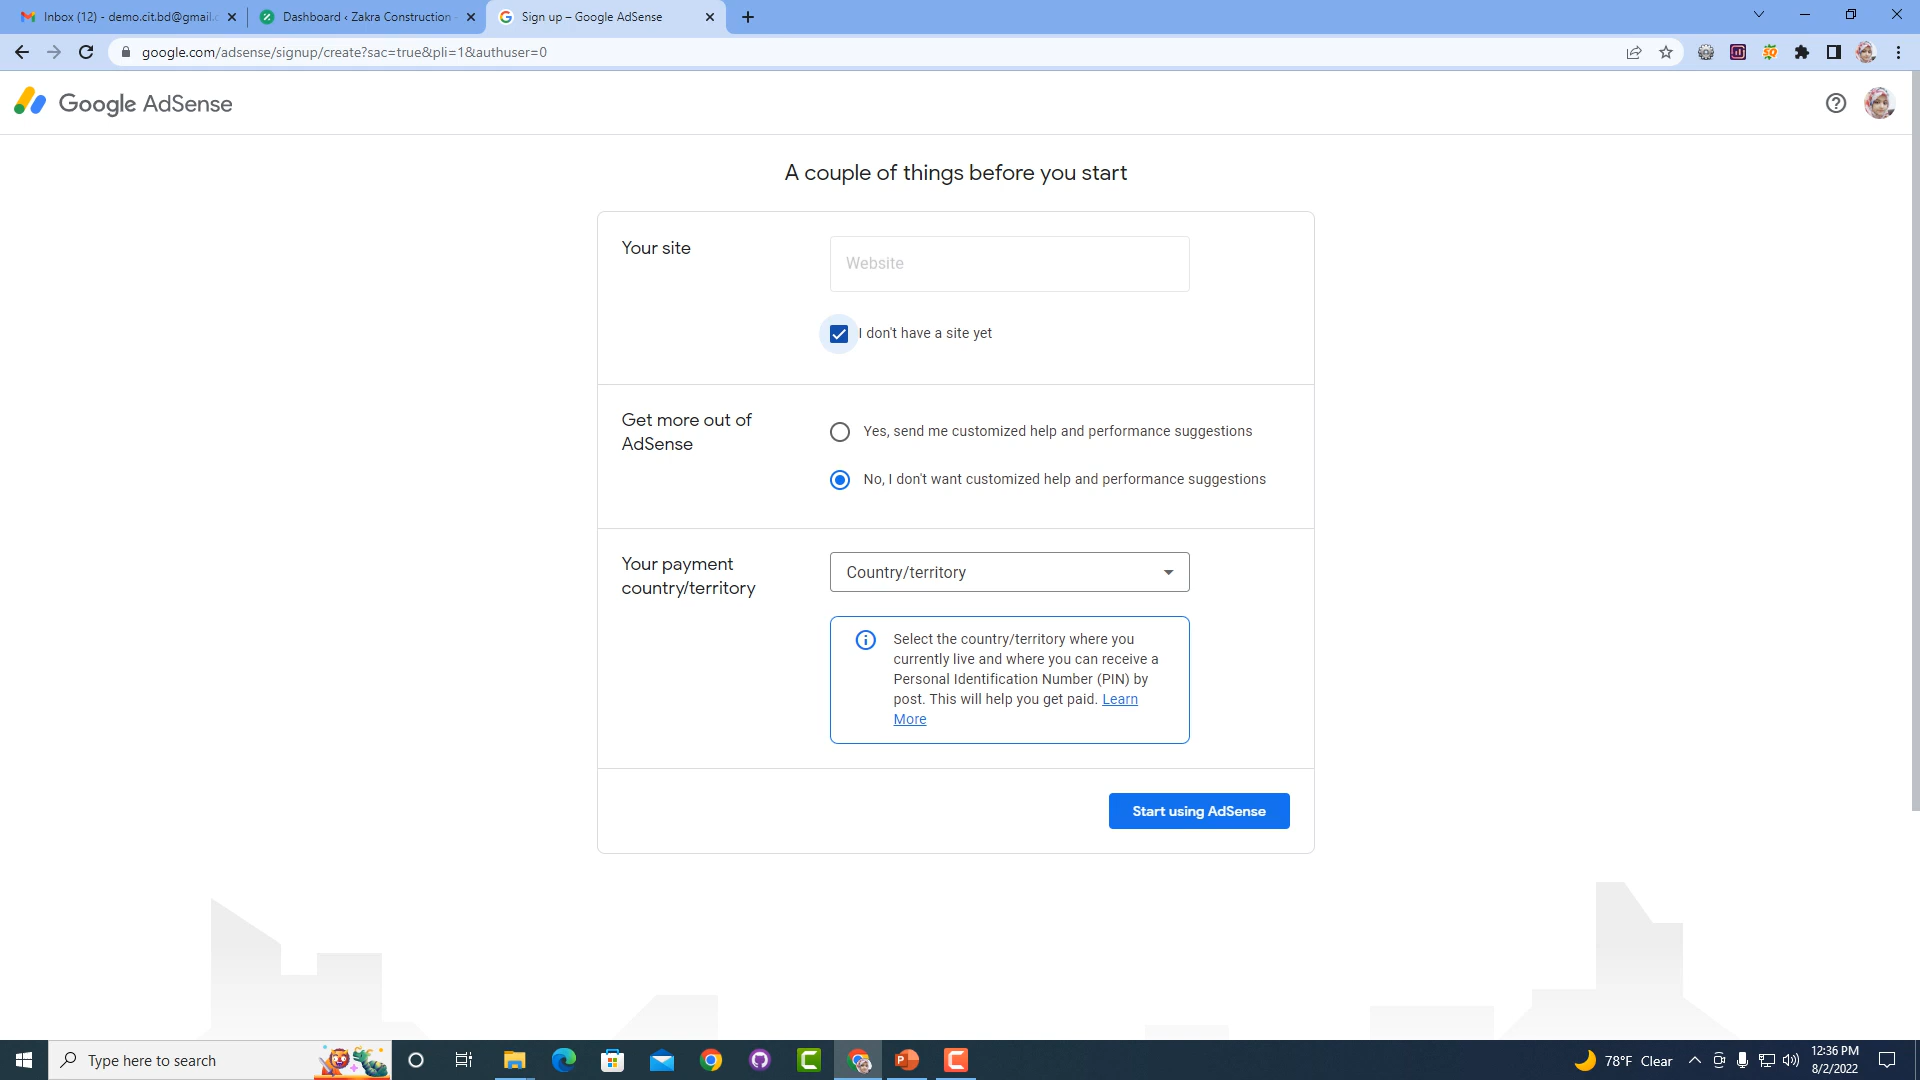 Inbox (12) - demo.cit.bd@gmail.c
Dashboard ‹ Zakra Construction -
Sign up – Google AdSense
google.com/adsense/signup/create?sac=true&pli=1&authuser=0
Google AdSense
A couple of things before you start
Your site
Website
I don't have a site yet
Get more out of
AdSense
Yes, send me customized help and performance suggestions
No, I don't want customized help and performance suggestions
Your payment
country/territory
Country/territory
Select the country/territory where you
currently live and where you can receive a
Personal Identification Number (PIN) by
post. This will help you get paid. Learn
More
Start using AdSense
Type here to search
78°F Clear
12:36 PM
8/2/2022